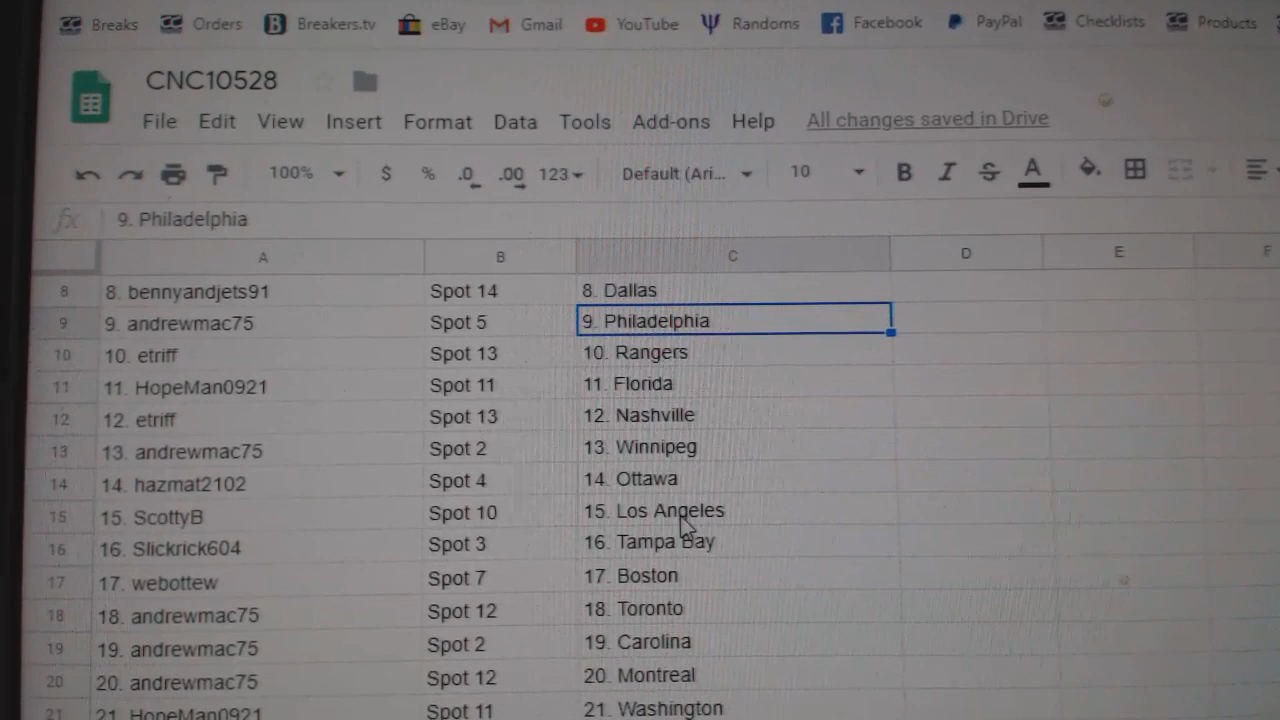 Breaks Orders Breakers.tv eBay Gmail YouTube Randoms Facebook PayPal Checklists Products
CNC10528
File Edit View Insert Format Data Tools Add-ons Help All changes saved in Drive
100% $ % .0 .00 123 Default (Ari... 10 B I S A
fx 9. Philadelphia
A B C D E F
8 8. bennyandjets91 Spot 14 8. Dallas
9 9. andrewmac75 Spot 5 9. Philadelphia
10 10. etriff Spot 13 10. Rangers
11 11. HopeMan0921 Spot 11 11. Florida
12 12. etriff Spot 13 12. Nashville
13 13. andrewmac75 Spot 2 13. Winnipeg
14 14. hazmat2102 Spot 4 14. Ottawa
15 15. ScottyB Spot 10 15. Los Angeles
16 16. Slickrick604 Spot 3 16. Tampa Bay
17 17. webottew Spot 7 17. Boston
18 18. andrewmac75 Spot 12 18. Toronto
19 19. andrewmac75 Spot 2 19. Carolina
20 20. andrewmac75 Spot 12 20. Montreal
21 21. HopeMan0921 Spot 11 21. Washington